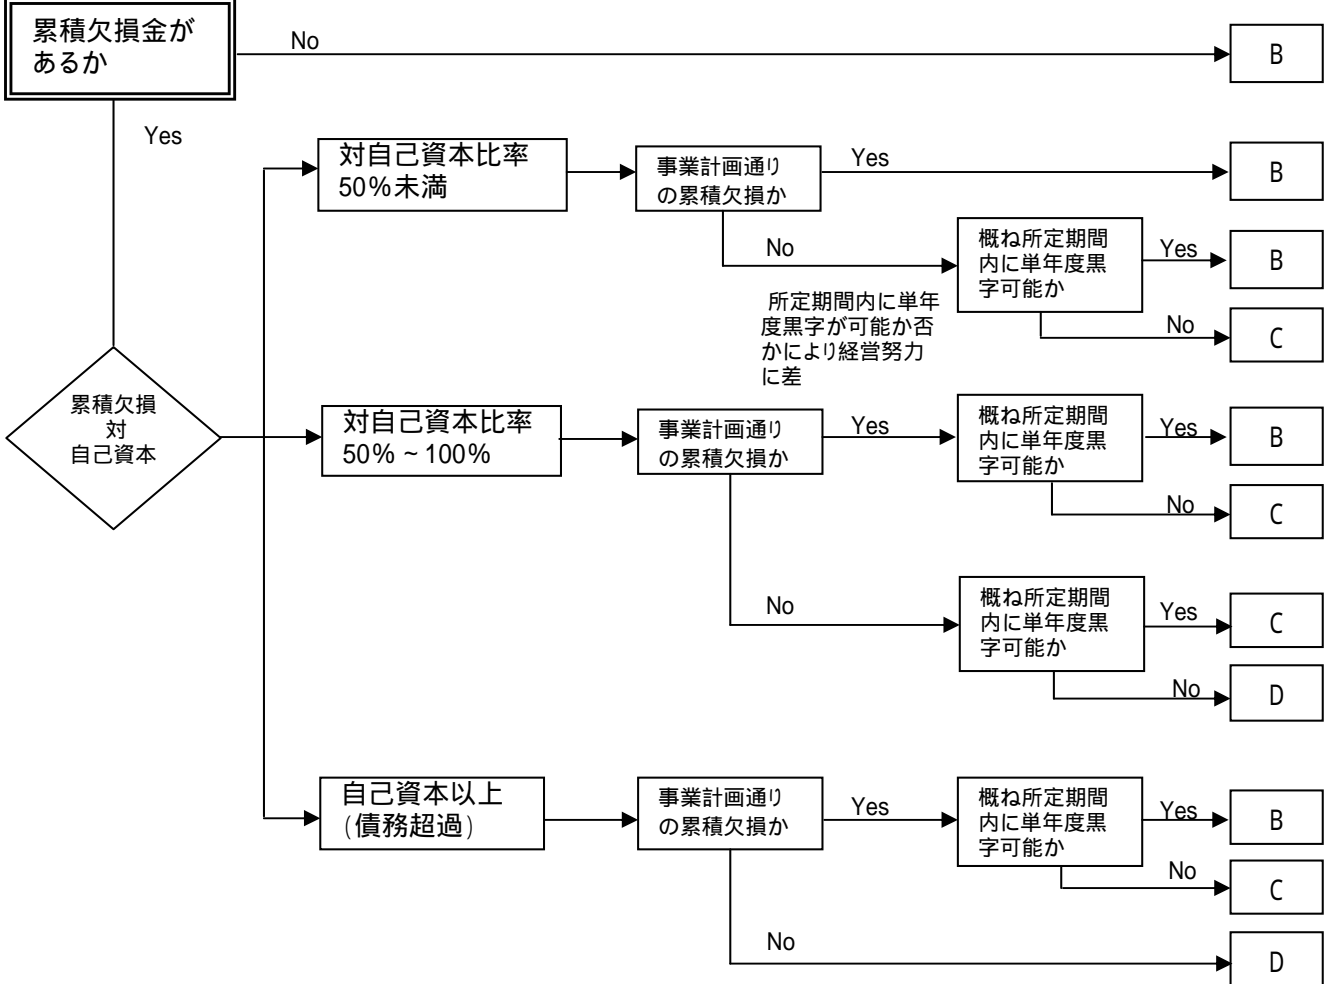 累積欠損金が
あるか
No
B
Yes
対自己資本比率
50%未満
事業計画通り
の累積欠損か
Yes
B
No
概ね所定期間
内に単年度黒
字可能か
Yes
B
No
C
所定期間内に単年
度黒字が可能か否
かにより経営努力
に差
累積欠損
対
自己資本
対自己資本比率
50%~100%
事業計画通り
の累積欠損か
Yes
概ね所定期間
内に単年度黒
字可能か
Yes
B
No
C
No
概ね所定期間
内に単年度黒
字可能か
Yes
C
No
D
自己資本以上
(債務超過)
事業計画通り
の累積欠損か
Yes
概ね所定期間
内に単年度黒
字可能か
Yes
B
No
C
No
D